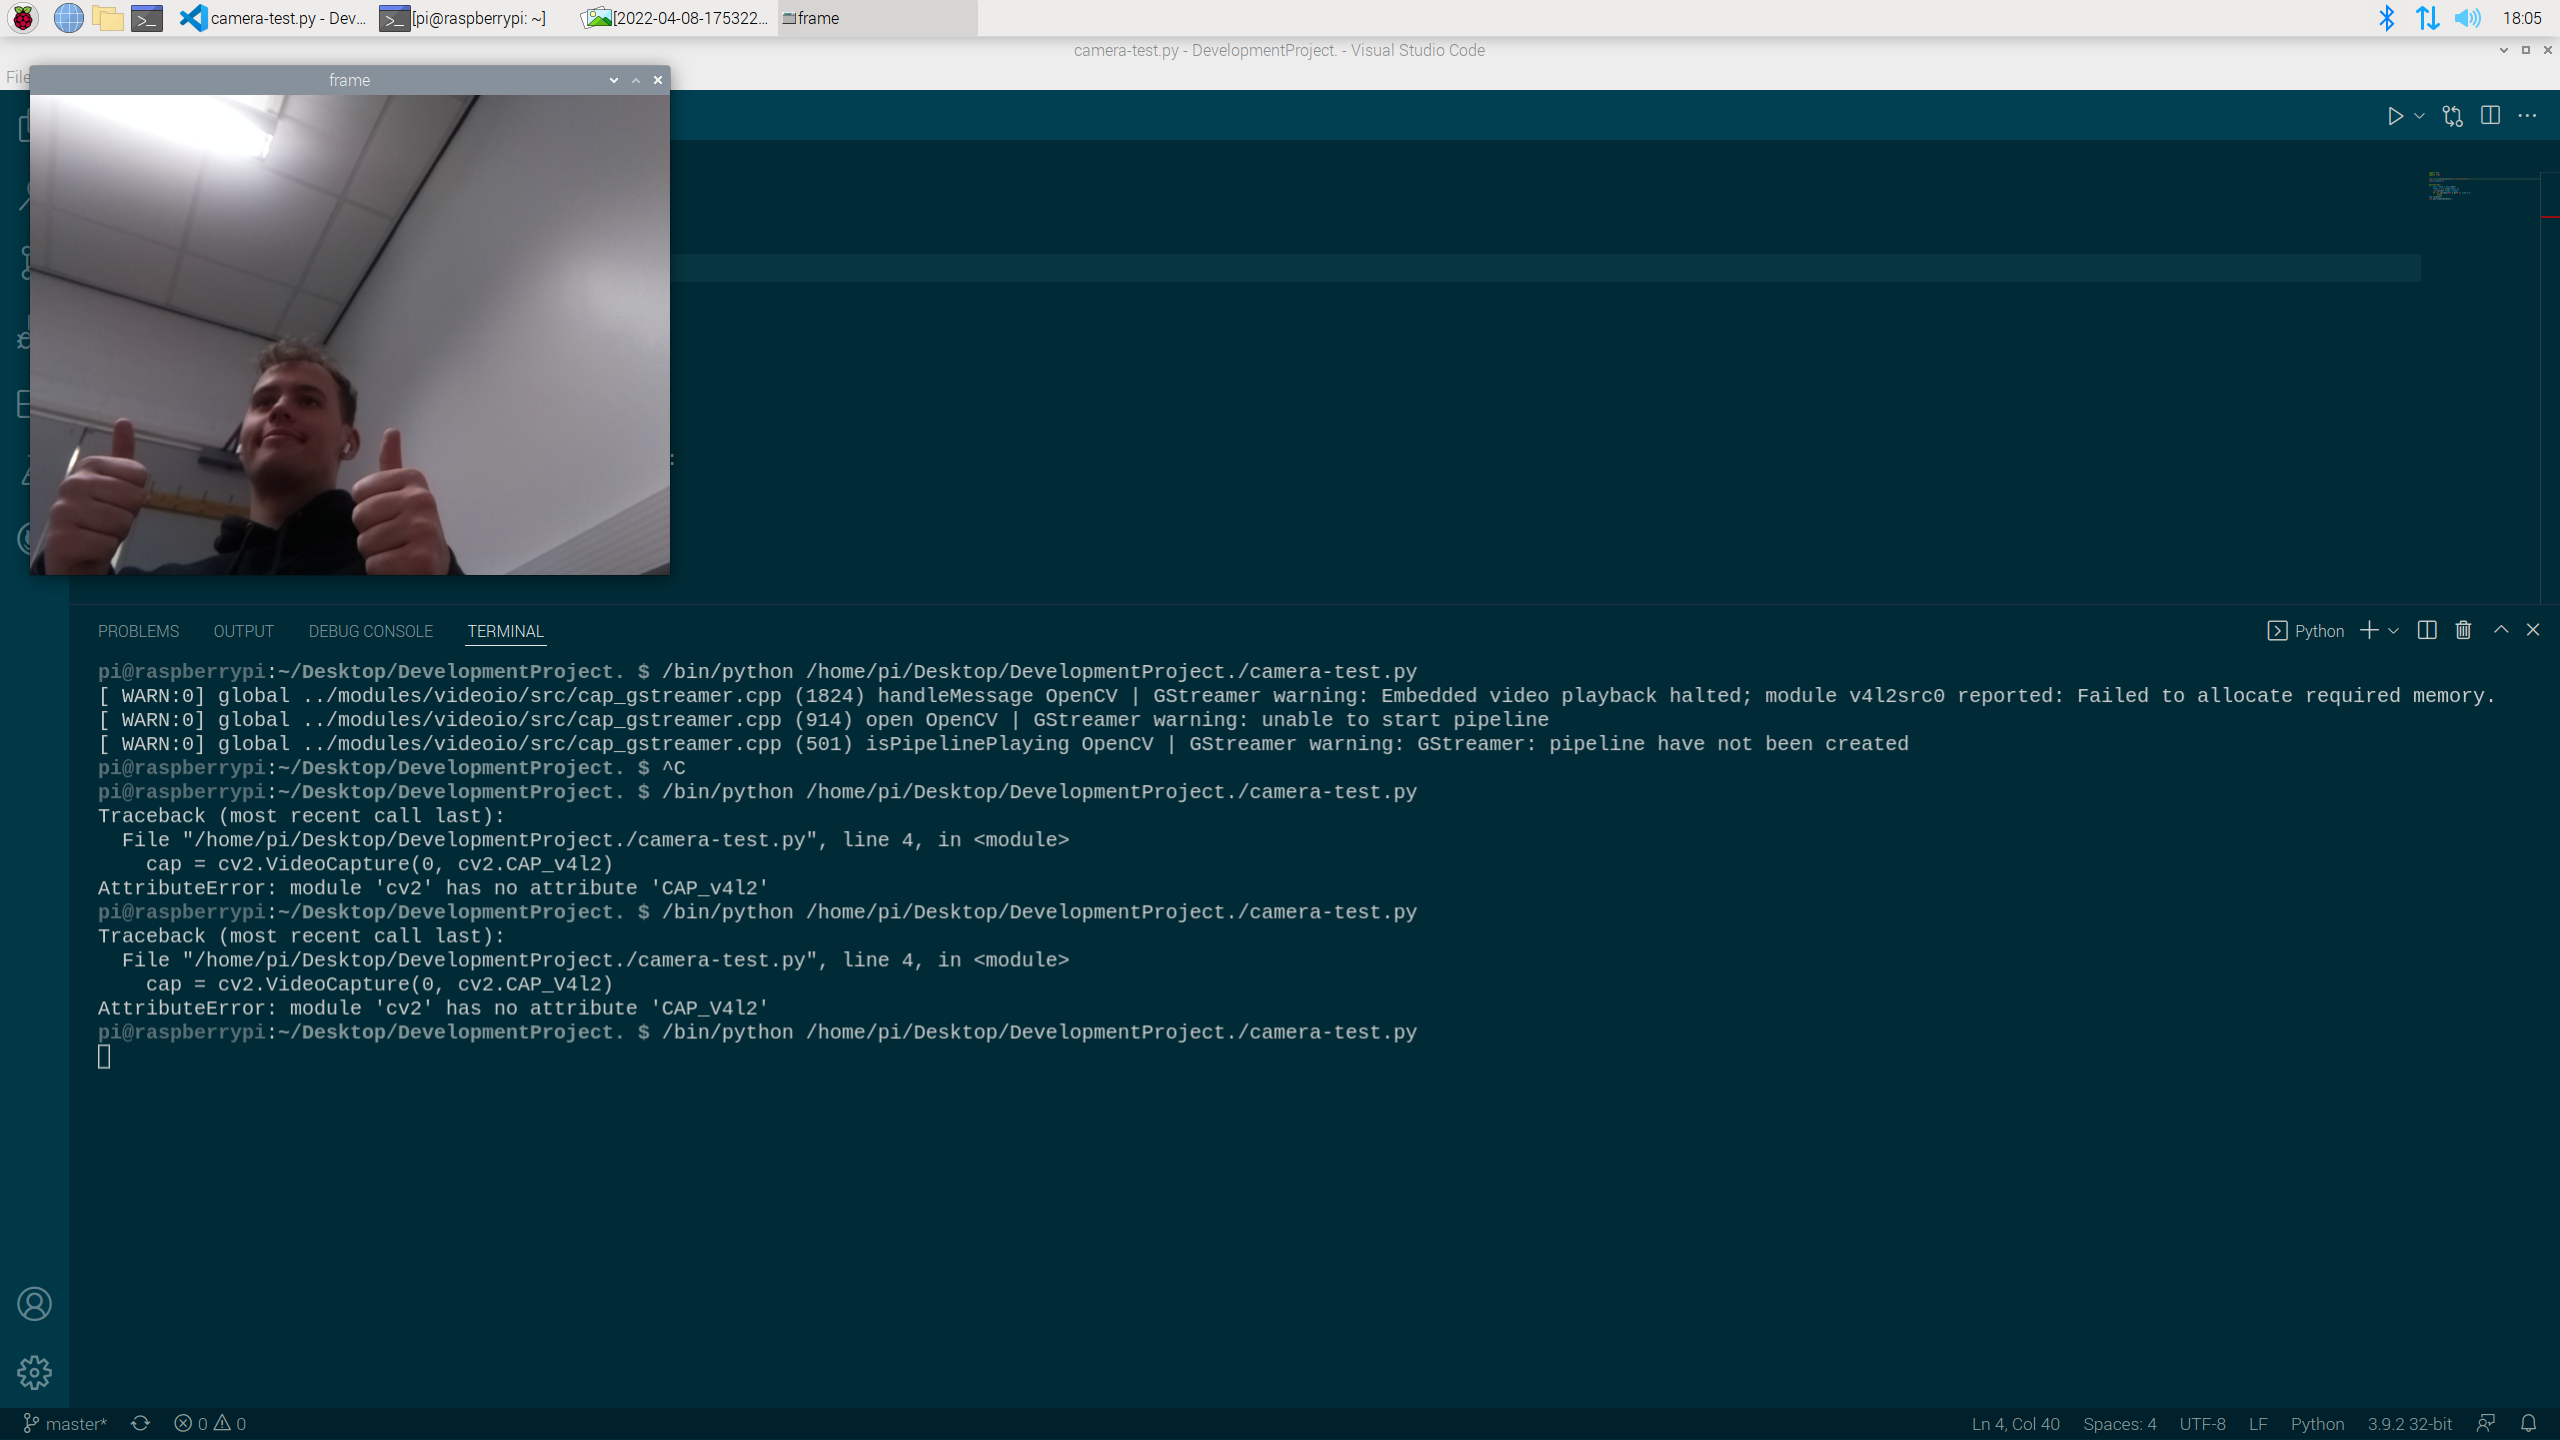 camera-test.py - Dev...
[pi@raspberrypi: ~]
[2022-04-08-175322...
frame
18:05
camera-test.py - DevelopmentProject. - Visual Studio Code
File
frame
:
PROBLEMS OUTPUT DEBUG CONSOLE TERMINAL
Python
pi@raspberrypi:~/Desktop/DevelopmentProject. $ /bin/python /home/pi/Desktop/DevelopmentProject./camera-test.py
[ WARN:0] global ../modules/videoio/src/cap_gstreamer.cpp (1824) handleMessage OpenCV | GStreamer warning: Embedded video playback halted; module v4l2src0 reported: Failed to allocate required memory.
[ WARN:0] global ../modules/videoio/src/cap_gstreamer.cpp (914) open OpenCV | GStreamer warning: unable to start pipeline
[ WARN:0] global ../modules/videoio/src/cap_gstreamer.cpp (501) isPipelinePlaying OpenCV | GStreamer warning: GStreamer: pipeline have not been created
pi@raspberrypi:~/Desktop/DevelopmentProject. $ ^C
pi@raspberrypi:~/Desktop/DevelopmentProject. $ /bin/python /home/pi/Desktop/DevelopmentProject./camera-test.py
Traceback (most recent call last):
  File "/home/pi/Desktop/DevelopmentProject./camera-test.py", line 4, in <module>
    cap = cv2.VideoCapture(0, cv2.CAP_v4l2)
AttributeError: module 'cv2' has no attribute 'CAP_v4l2'
pi@raspberrypi:~/Desktop/DevelopmentProject. $ /bin/python /home/pi/Desktop/DevelopmentProject./camera-test.py
Traceback (most recent call last):
  File "/home/pi/Desktop/DevelopmentProject./camera-test.py", line 4, in <module>
    cap = cv2.VideoCapture(0, cv2.CAP_V4l2)
AttributeError: module 'cv2' has no attribute 'CAP_V4l2'
pi@raspberrypi:~/Desktop/DevelopmentProject. $ /bin/python /home/pi/Desktop/DevelopmentProject./camera-test.py
master* 0 0
Ln 4, Col 40 Spaces: 4 UTF-8 LF Python 3.9.2 32-bit